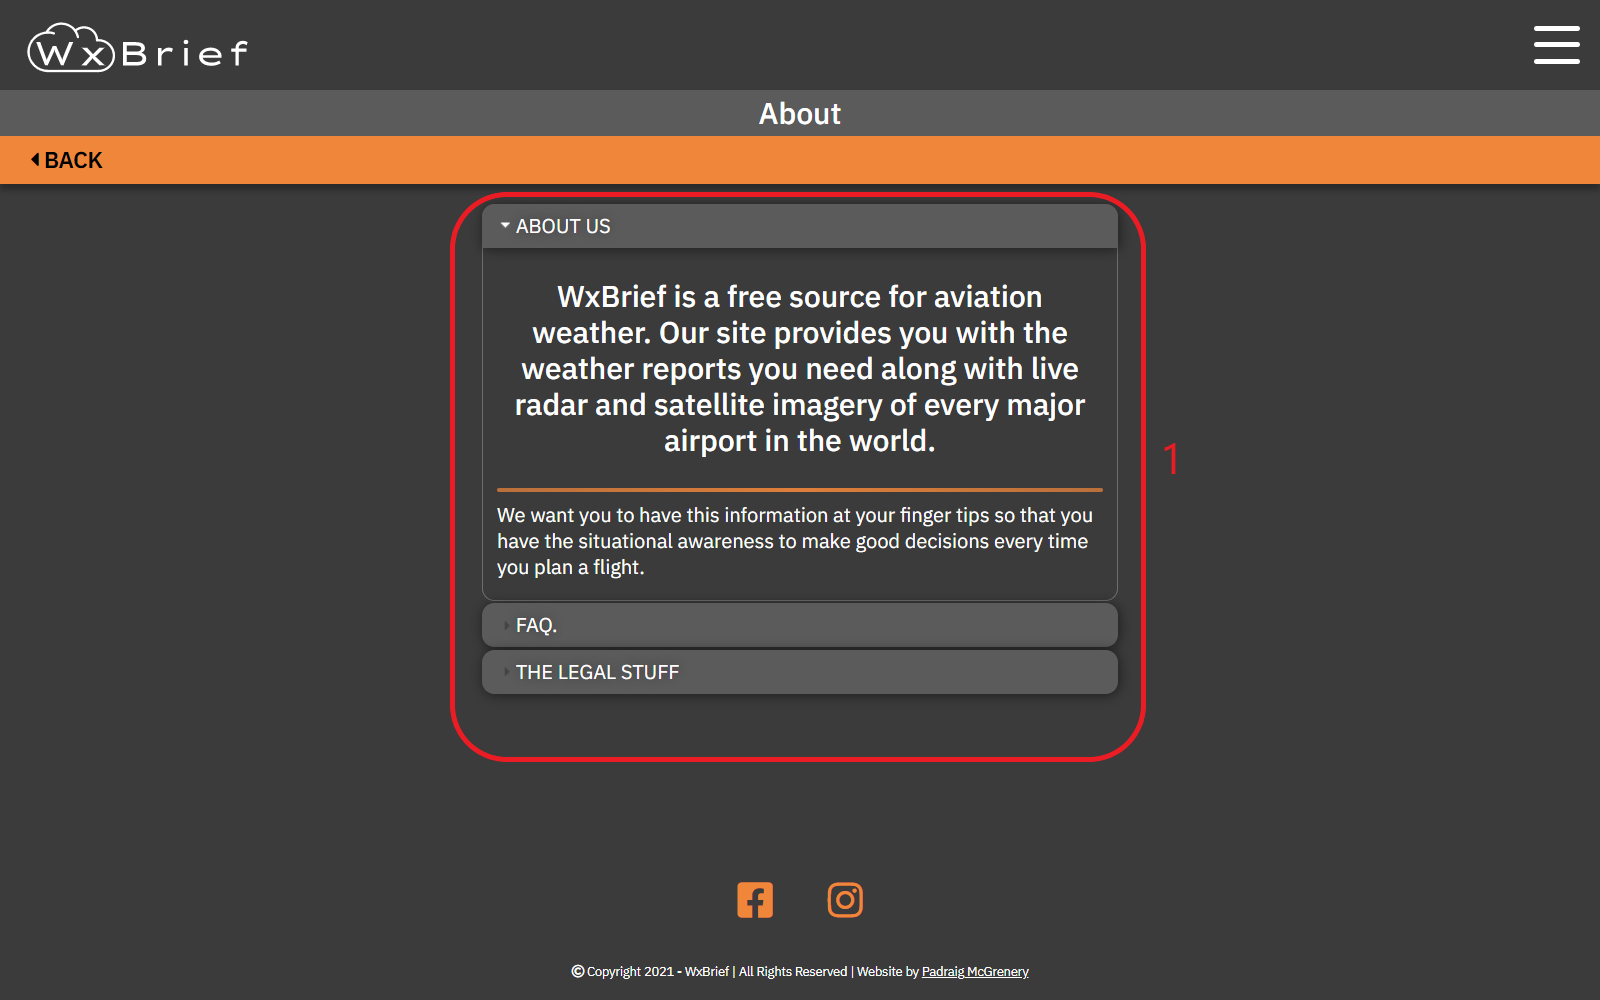 WxBrief
About
BACK
ABOUT US
WxBrief is a free source for aviation
weather. Our site provides you with the
weather reports you need along with live
radar and satellite imagery of every major
airport in the world.
1
We want you to have this information at your finger tips so that you
have the situational awareness to make good decisions every time
you plan a flight.
FAQ.
THE LEGAL STUFF
© Copyright 2021 - WxBrief | All Rights Reserved | Website by Padraig McGrenery